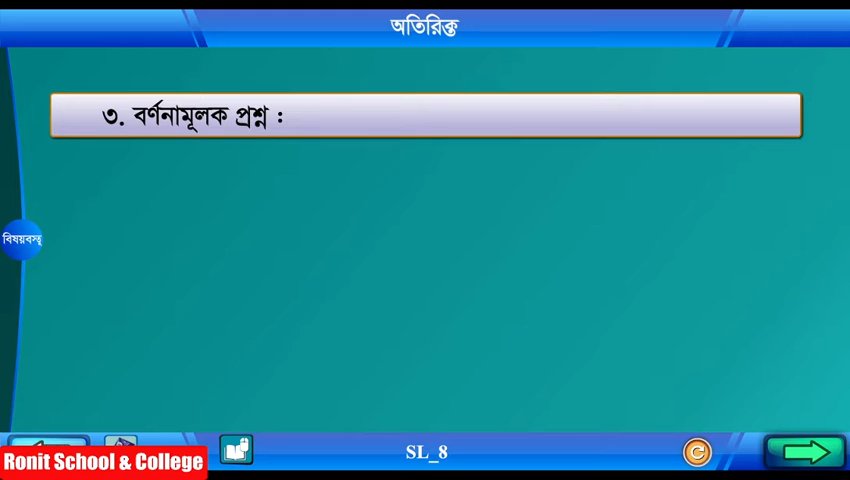 অতিরিক্ত
৩. বর্ণনামূলক প্রশ্ন :
বিষয়বস্তু
SL_8
Ronit School & College